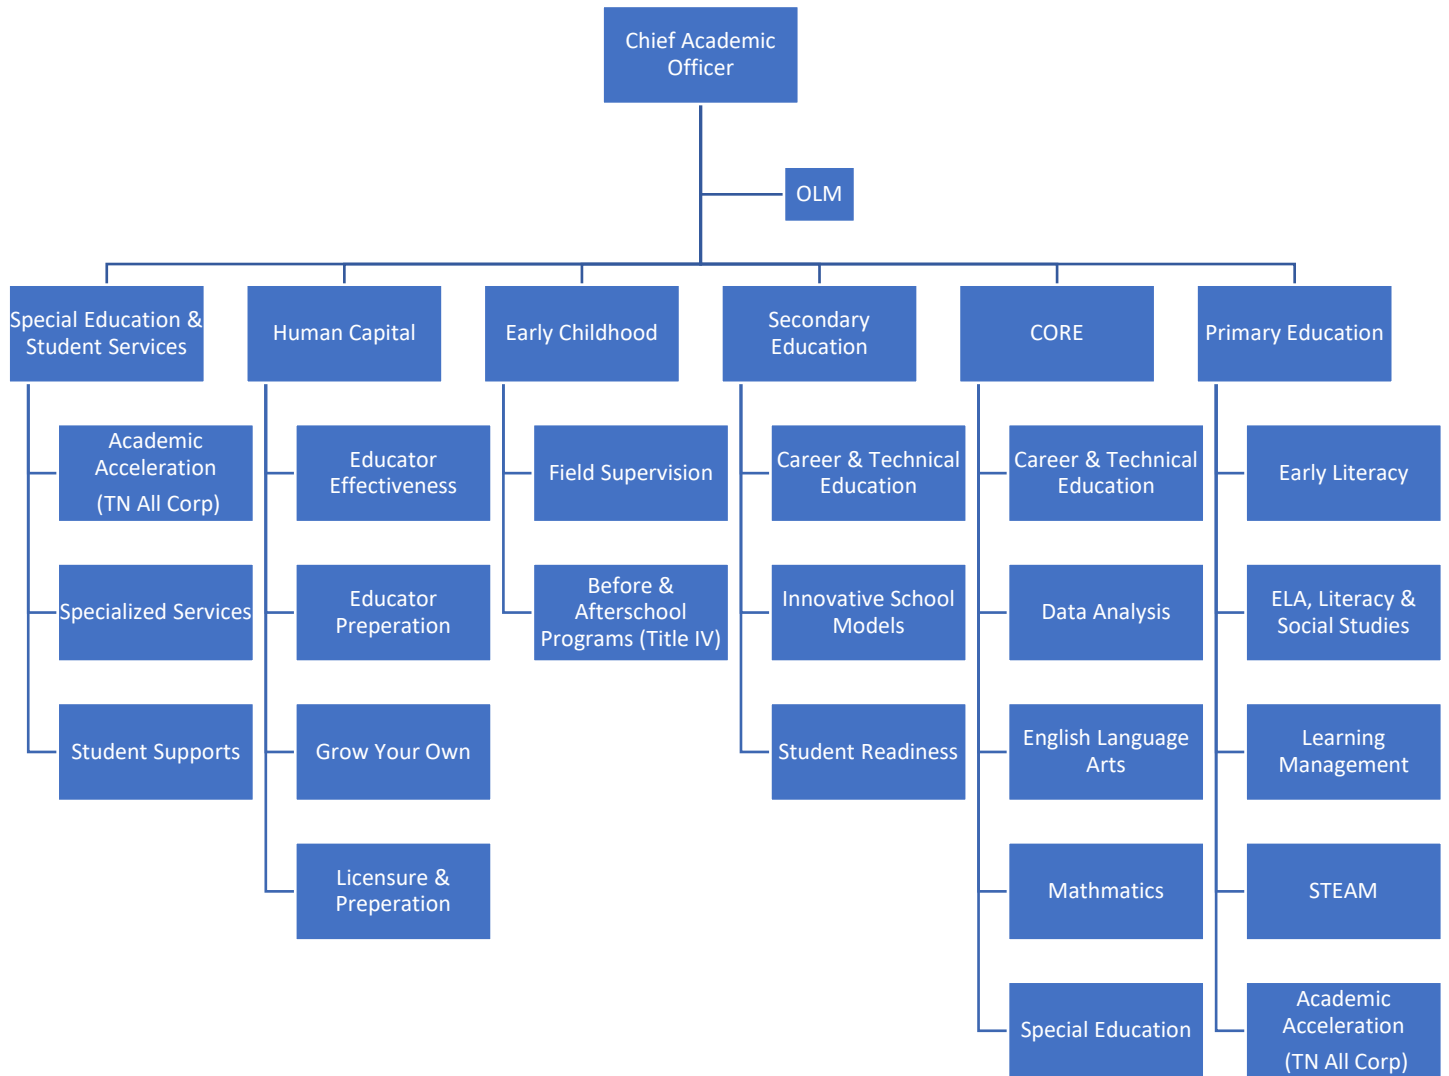 Chief Academic
Officer
OLM
Special Education &
Student Services
Human Capital
Early Childhood
Secondary
Education
CORE
Primary Education
Academic
Acceleration
(TN All Corp)
Specialized Services
Student Supports
Educator
Effectiveness
Educator
Preparation
Grow Your Own
Licensure &
Preperation
Field Supervision
Before &
Afterschool
Programs (Title IV)
Career & Technical
Education
Innovative School
Models
Student Readiness
Career & Technical
Education
Data Analysis
English Language
Arts
Mathmatics
Special Education
Early Literacy
ELA, Literacy &
Social Studies
Learning
Management
STEAM
Academic
Acceleration
(TN All Corp)